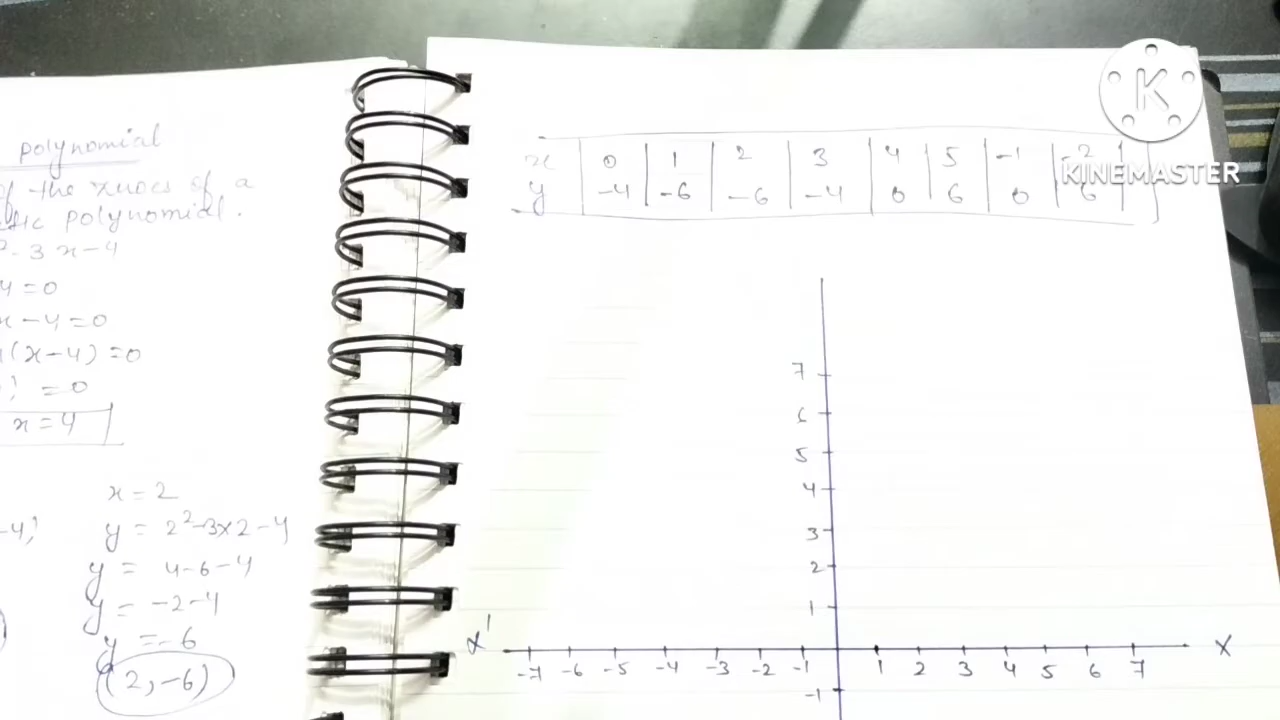 polynomial
of the zeroes of a
polynomial.
- 3x - 4
4 = 0
x - 4 = 0
(x - 4) = 0
= 0
x = 4
x = 2
y = 2² - 3x2 - 4
y = 4 - 6 - 4
y = -2 - 4
y = -6
(2, -6)
x 0 1 2 3 4 5 -1 -2
y -4 -6 -6 -4 0 6 0 6
K
KINEMASTER
7
6
5
4
3
2
1
X' X
-7 -6 -5 -4 -3 -2 -1 1 2 3 4 5 6 7
-1